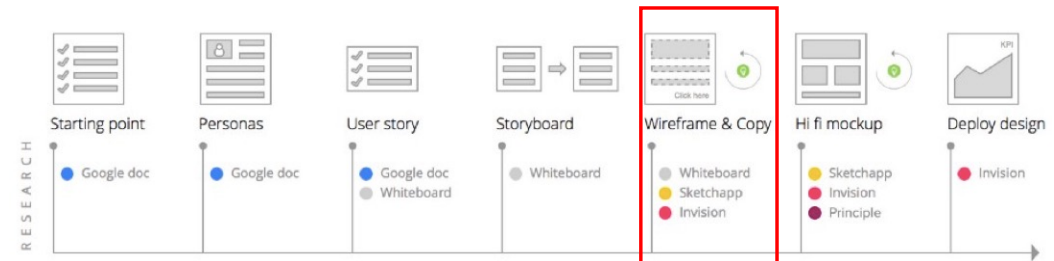 KPI
Click here
Starting point
Personas
User story
Storyboard
Wireframe & Copy
Hi fi mockup
Deploy design
RESEARCH
Google doc
Google doc
Google doc
Whiteboard
Whiteboard
Whiteboard
Sketchapp
Invision
Sketchapp
Invision
Principle
Invision